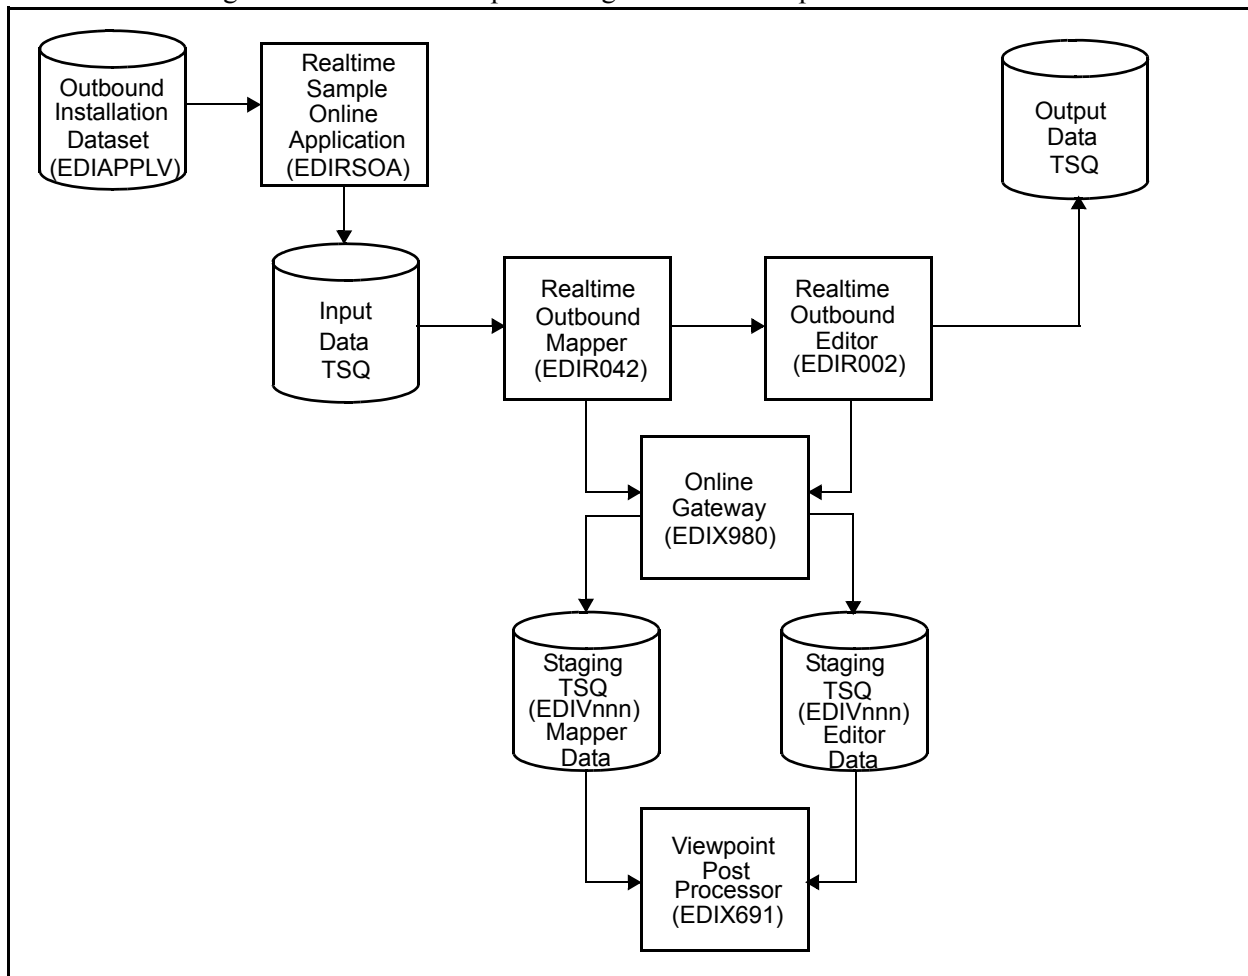 Outbound
Installation
Dataset
(EDIAPPLV)
Realtime
Sample
Online
Application
(EDIRSOA)
Output
Data
TSQ
Input
Data
TSQ
Realtime
Outbound
Mapper
(EDIR042)
Realtime
Outbound
Editor
(EDIR002)
Online
Gateway
(EDIX980)
Staging
TSQ
(EDIVnnn)
Mapper
Data
Staging
TSQ
(EDIVnnn)
Editor
Data
Viewpoint
Post
Processor
(EDIX691)